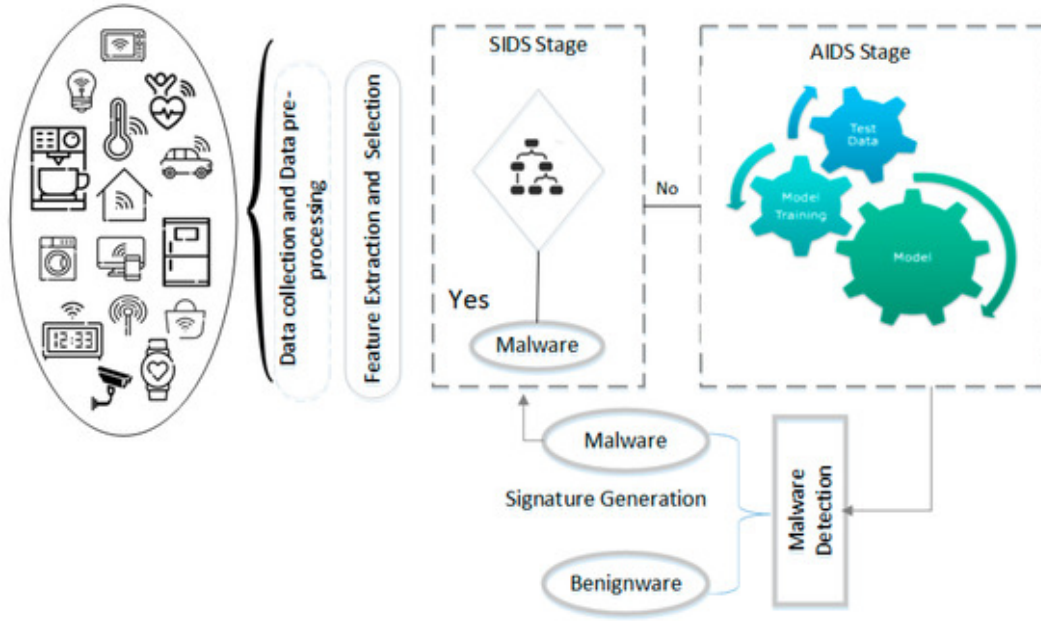 12:33
Data collection and Data pre-
processing
Feature Extraction and Selection
SIDS Stage
Yes
Malware
No
AIDS Stage
Test
Data
Model
Training
Model
Malware
Signature Generation
Benignware
Malware
Detection